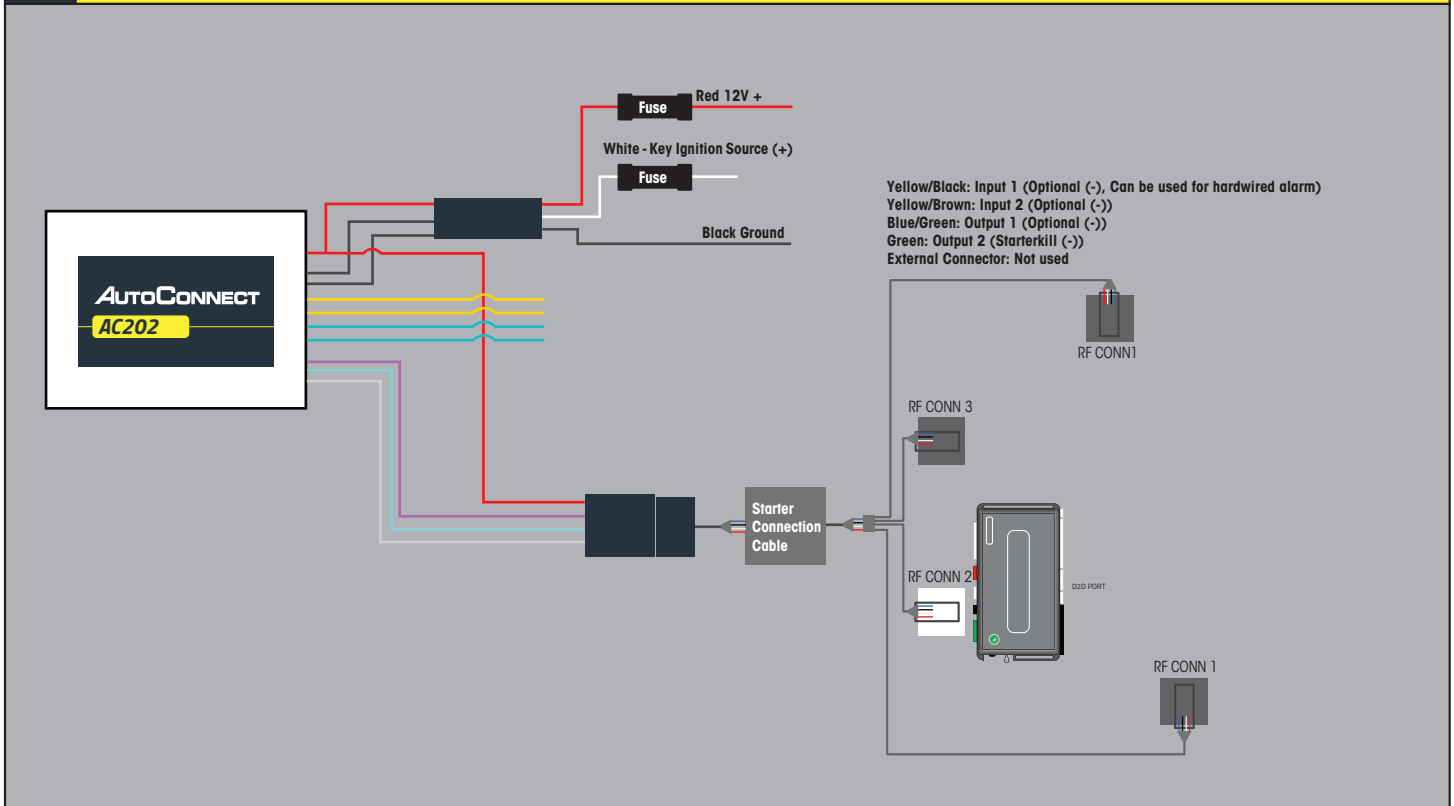 Red 12V +
Fuse
White - Key Ignition Source (+)
Fuse
Black Ground
Yellow/Black: Input 1 (Optional (-), Can be used for hardwired alarm)
Yellow/Brown: Input 2 (Optional (-))
Blue/Green: Output 1 (Optional (-))
Green: Output 2 (Starterkill (-))
External Connector: Not used
AUTOCONNECT
AC202
RF CONN1
RF CONN 3
Starter
Connection
Cable
RF CONN 2
D2D PORT
RF CONN 1